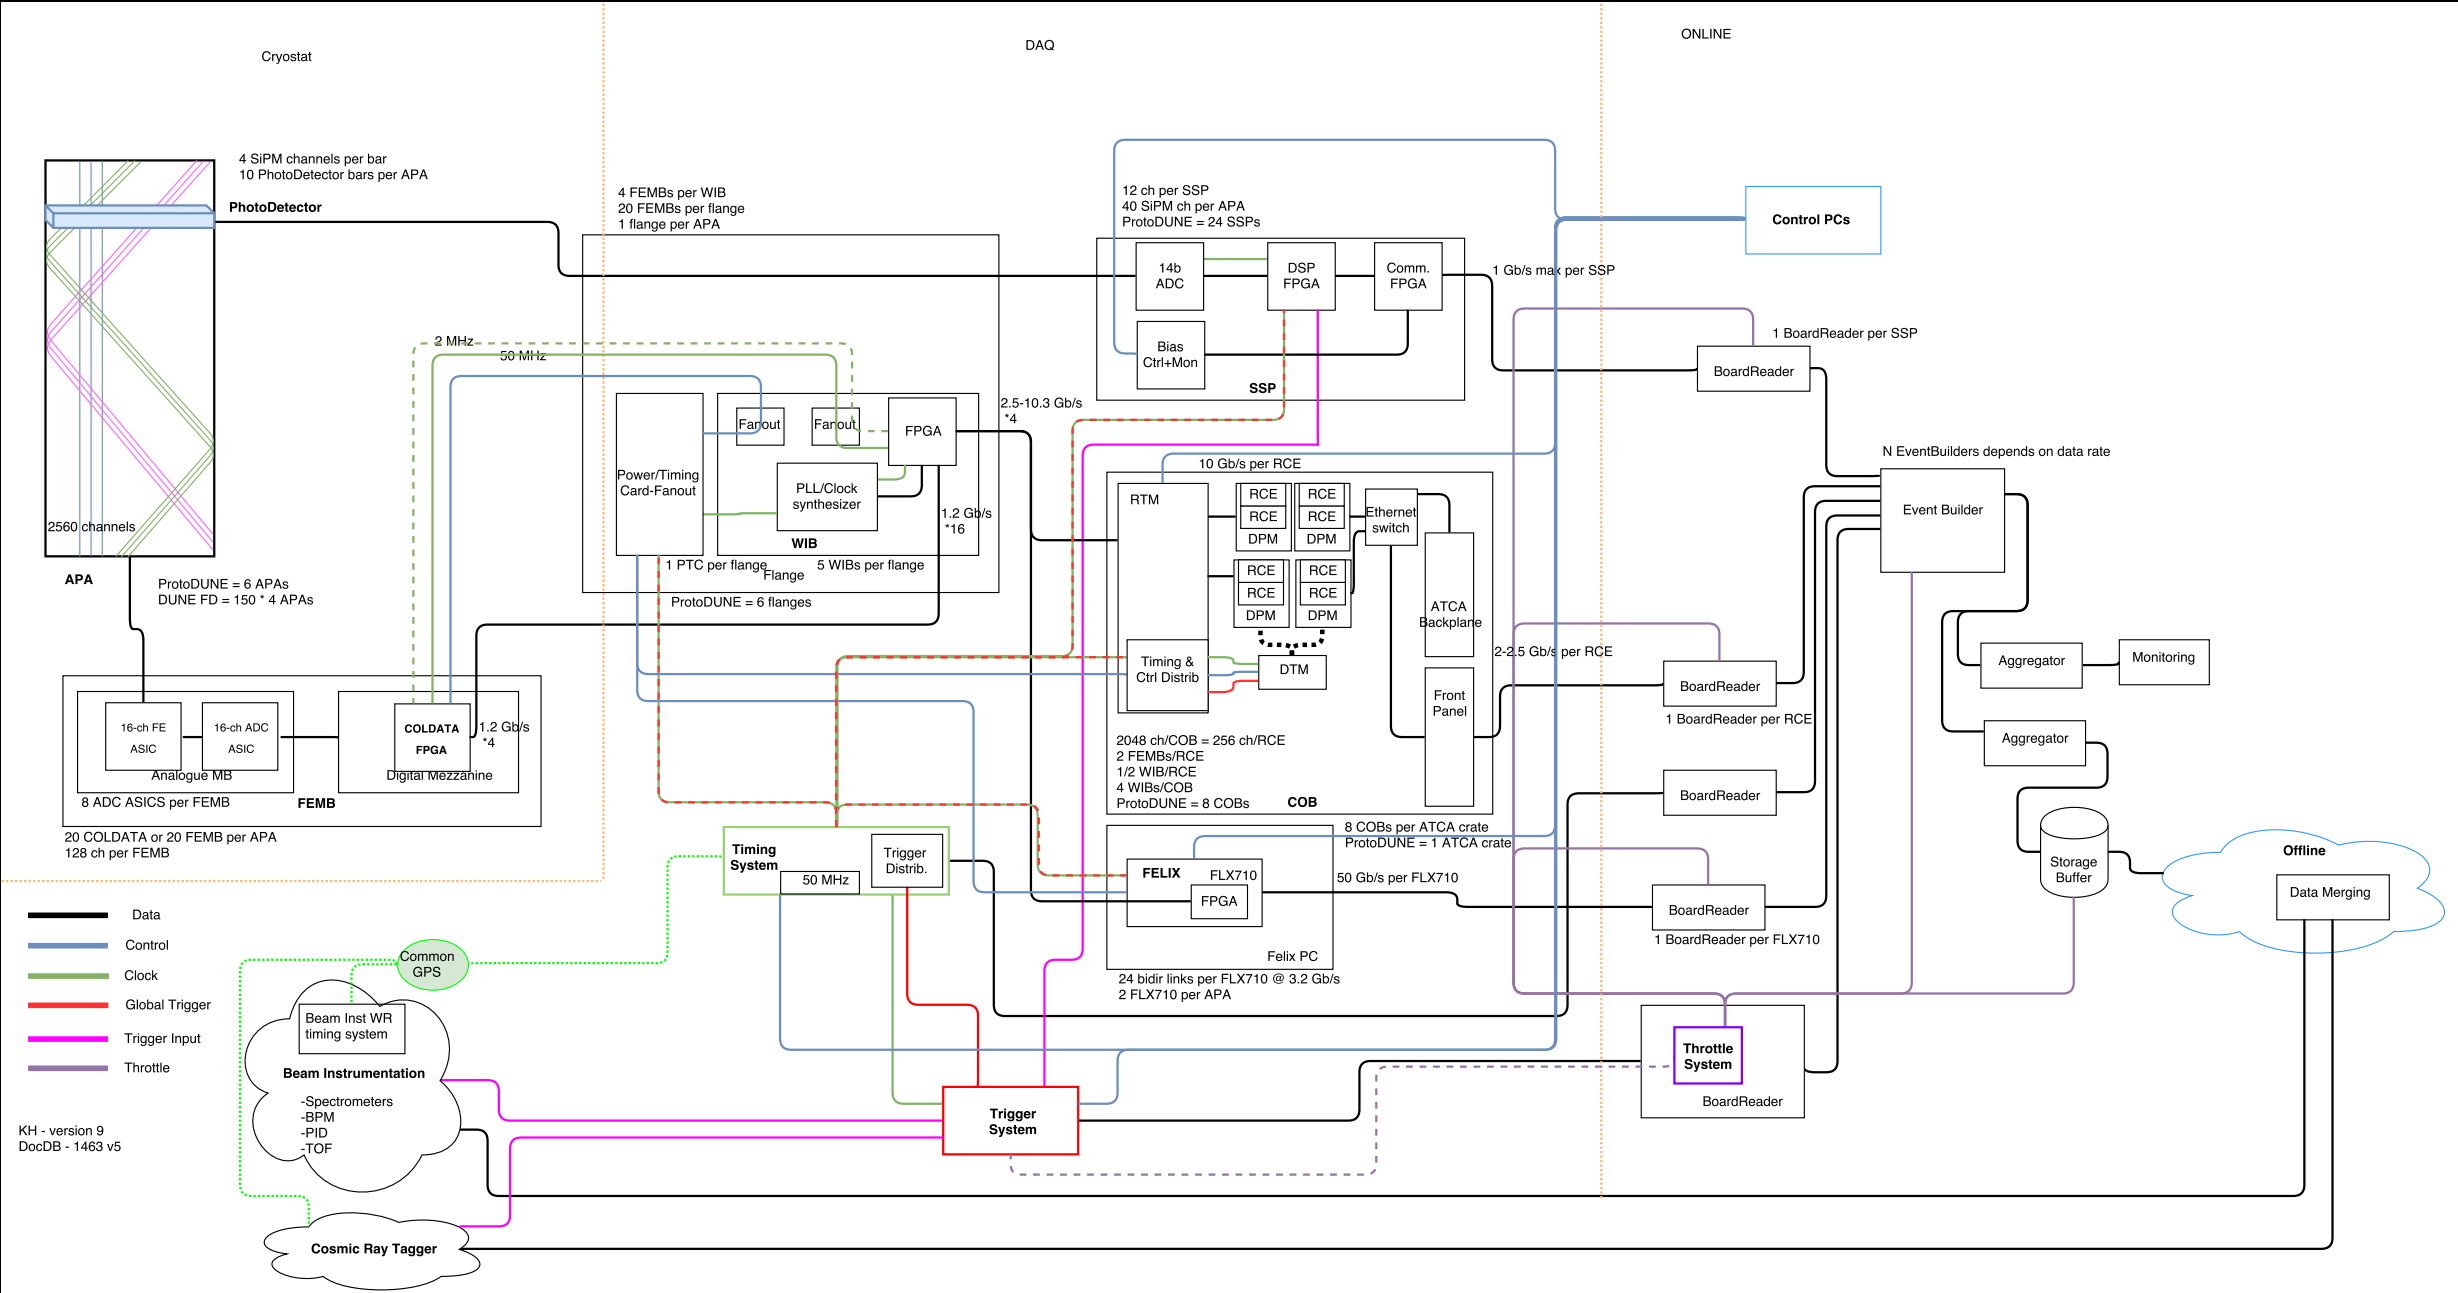 Cryostat
DAQ
ONLINE
4 SiPM channels per bar
10 PhotoDetector bars per APA
PhotoDetector
2560 channels
APA
ProtoDUNE = 6 APAs
DUNE FD = 150 * 4 APAs
16-ch FE
ASIC
16-ch ADC
ASIC
Analogue MB
COLDATA
FPGA
Digital Mezzanine
1.2 Gb/s
*4
8 ADC ASICS per FEMB
FEMB
20 COLDATA or 20 FEMB per APA
128 ch per FEMB
2 MHz
50 MHz
4 FEMBs per WIB
20 FEMBs per flange
1 flange per APA
Power/Timing
Card-Fanout
Fanout
Fanout
FPGA
PLL/Clock
synthesizer
WIB
1.2 Gb/s
*16
1 PTC per flange
5 WIBs per flange
Flange
ProtoDUNE = 6 flanges
2.5-10.3 Gb/s
*4
12 ch per SSP
40 SiPM ch per APA
ProtoDUNE = 24 SSPs
14b
ADC
DSP
FPGA
Comm.
FPGA
Bias
Ctrl+Mon
SSP
1 Gb/s max per SSP
10 Gb/s per RCE
RTM
RCE
RCE
DPM
RCE
RCE
DPM
RCE
RCE
DPM
RCE
RCE
DPM
Ethernet
switch
ATCA
Backplane
Timing &
Ctrl Distrib
DTM
Front
Panel
2048 ch/COB = 256 ch/RCE
2 FEMBs/RCE
1/2 WIB/RCE
4 WIBs/COB
ProtoDUNE = 8 COBs
COB
2-2.5 Gb/s per RCE
8 COBs per ATCA crate
ProtoDUNE = 1 ATCA crate
Timing
System
50 MHz
Trigger
Distrib.
FELIX
FLX710
FPGA
Felix PC
50 Gb/s per FLX710
24 bidir links per FLX710 @ 3.2 Gb/s
2 FLX710 per APA
Control PCs
1 BoardReader per SSP
BoardReader
BoardReader
1 BoardReader per RCE
BoardReader
BoardReader
1 BoardReader per FLX710
Throttle
System
BoardReader
N EventBuilders depends on data rate
Event Builder
Aggregator
Monitoring
Aggregator
Storage
Buffer
Offline
Data Merging
Data
Control
Clock
Global Trigger
Trigger Input
Throttle
KH - version 9
DocDB - 1463 v5
Common
GPS
Beam Inst WR
timing system
Beam Instrumentation
-Spectrometers
-BPM
-PID
-TOF
Cosmic Ray Tagger
Trigger
System